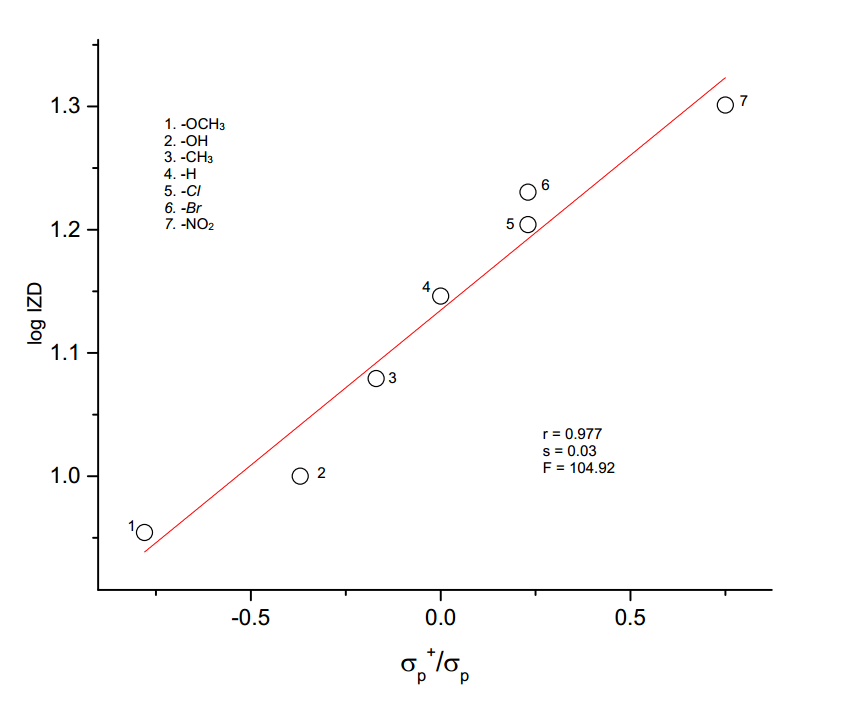 1.3
1.2
1.1
1.0
log IZD
1. -OCH₃
2. -OH
3. -CH₃
4. -H
5. -Cl
6. -Br
7. -NO₂
7
6
5
4
3
2
1
r = 0.977
s = 0.03
F = 104.92
-0.5 0.0 0.5
σₚ⁺/σₚ